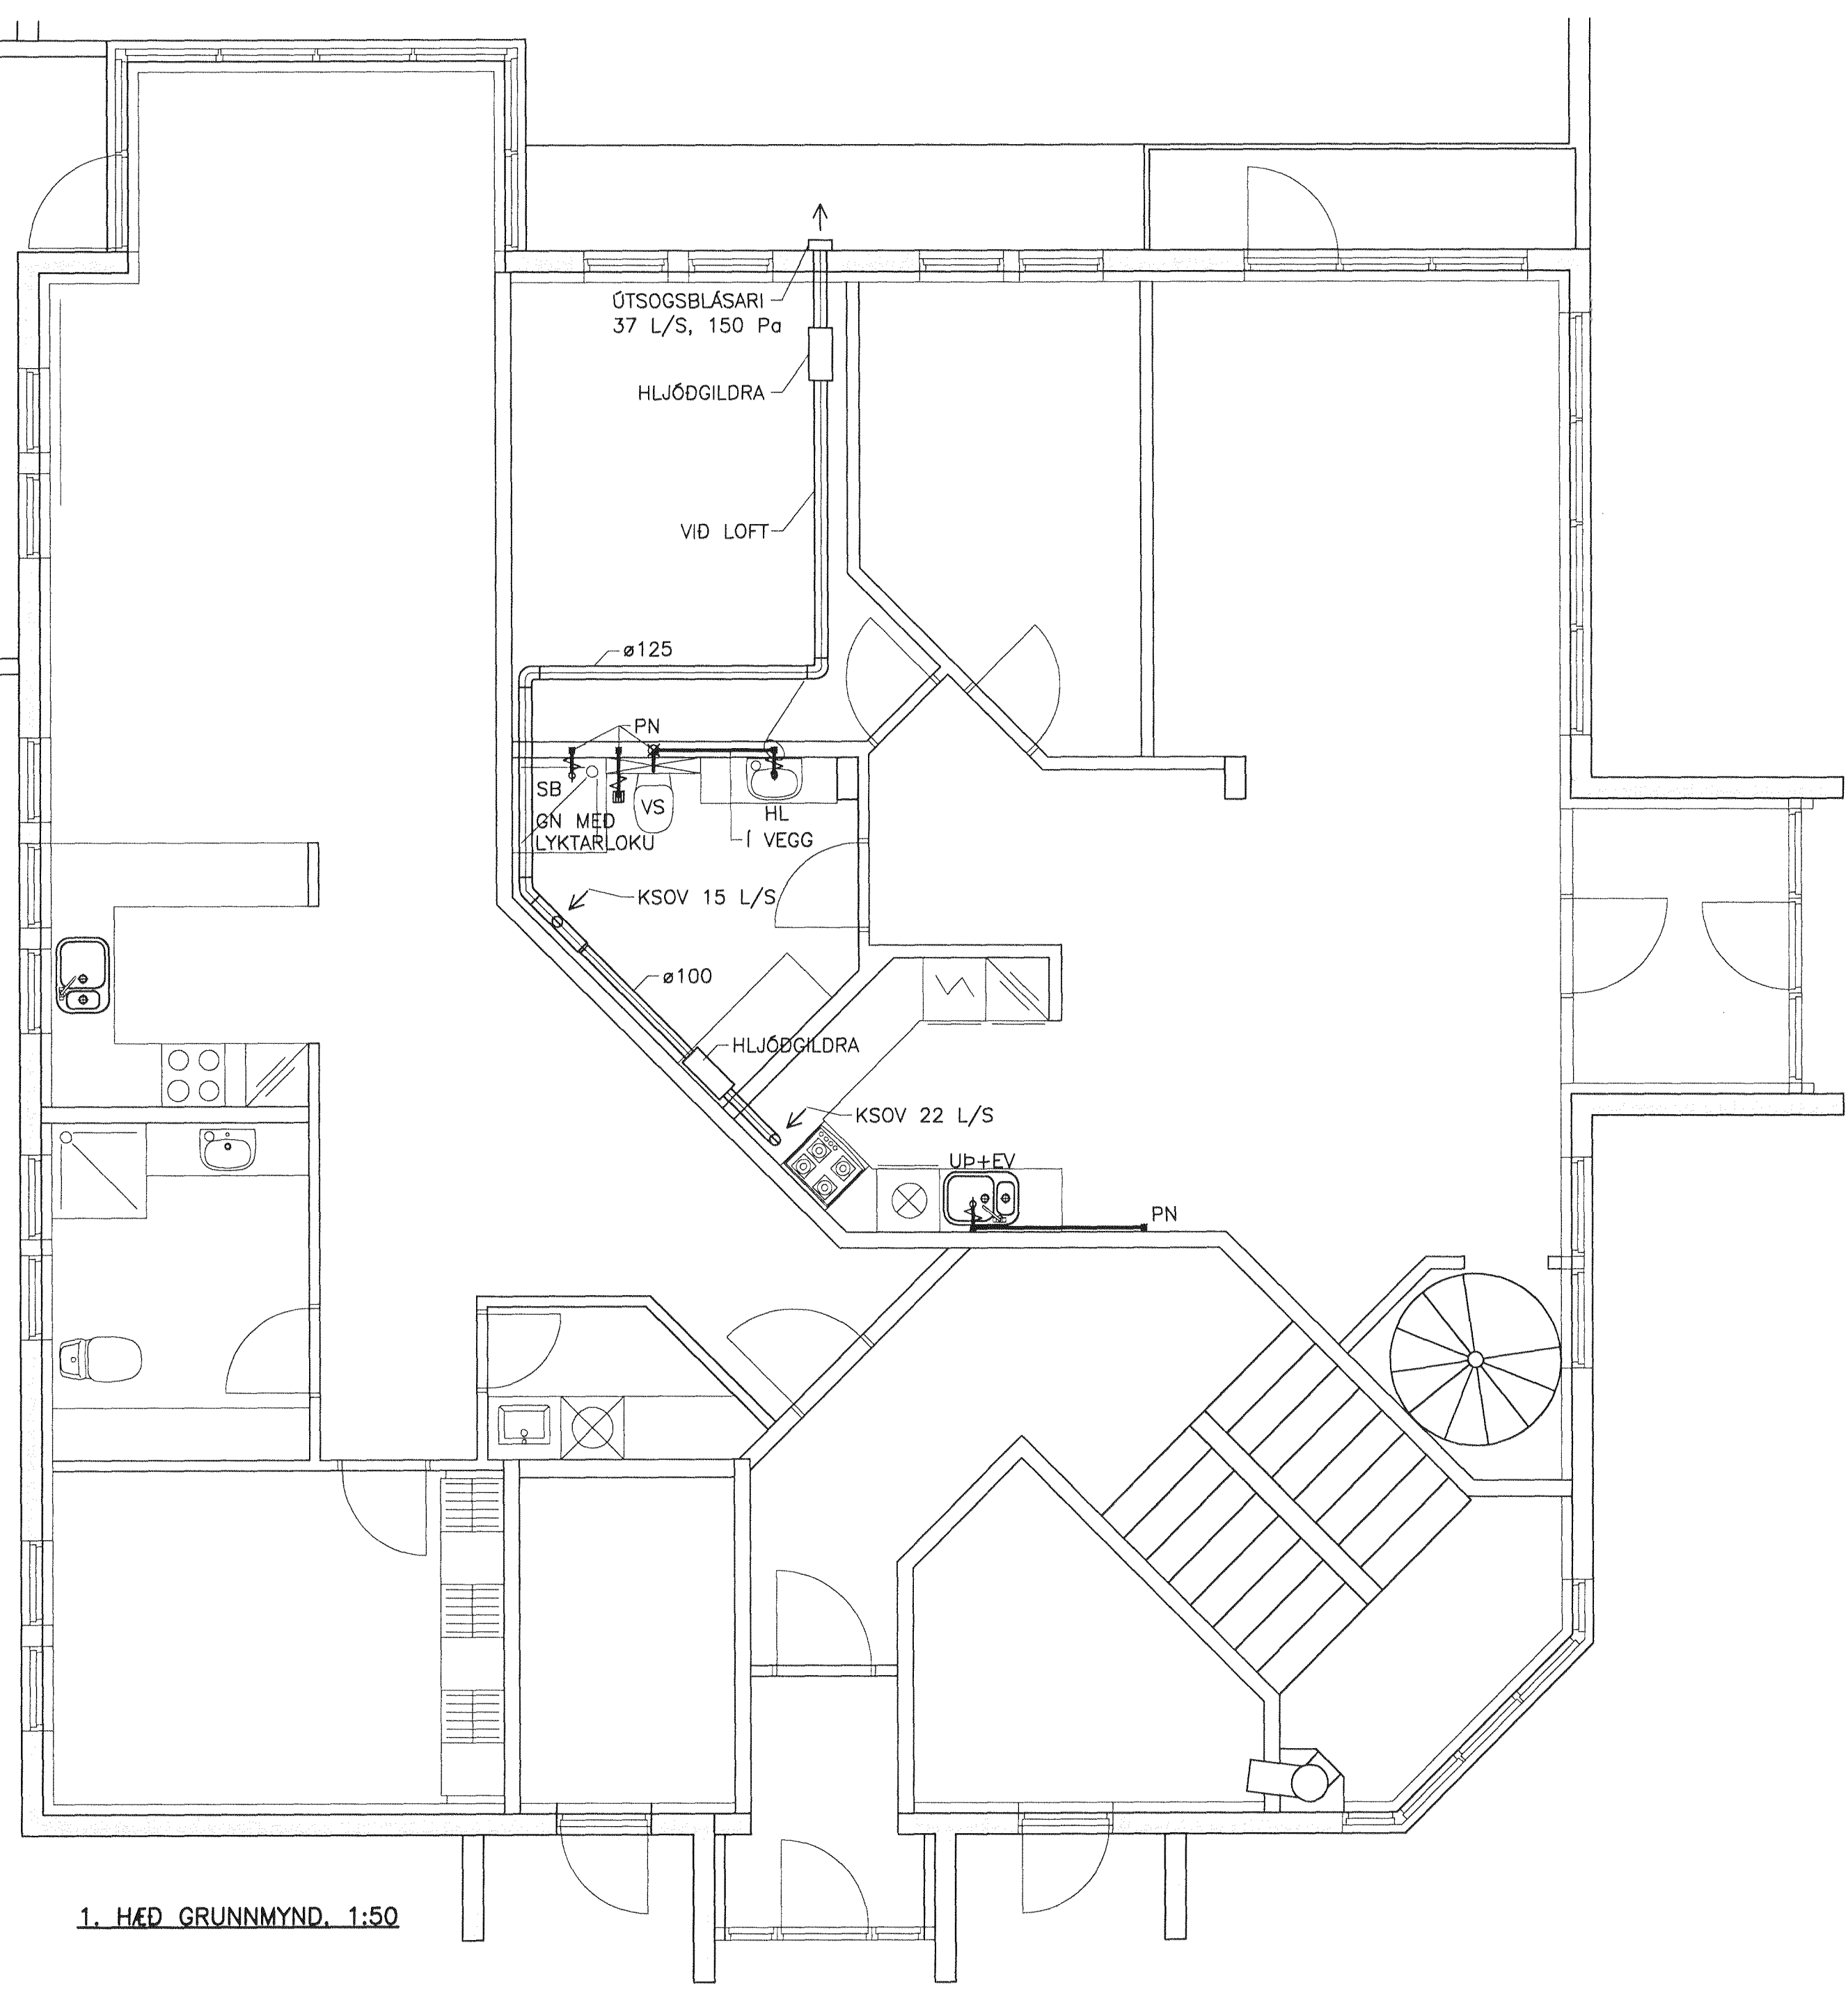 ÚTSOGSBLÁSARI
37 L/S, 150 Pa
HLJÓÐGILDRA
VIÐ LOFT
ø125
PN
SB
VS
HL
GN MEÐ
LYKTARLOKU
Í VEGG
KSOV 15 L/S
ø100
HLJÓÐGILDRA
KSOV 22 L/S
UÞ+EV
PN
1. HÆÐ GRUNNMYND. 1:50